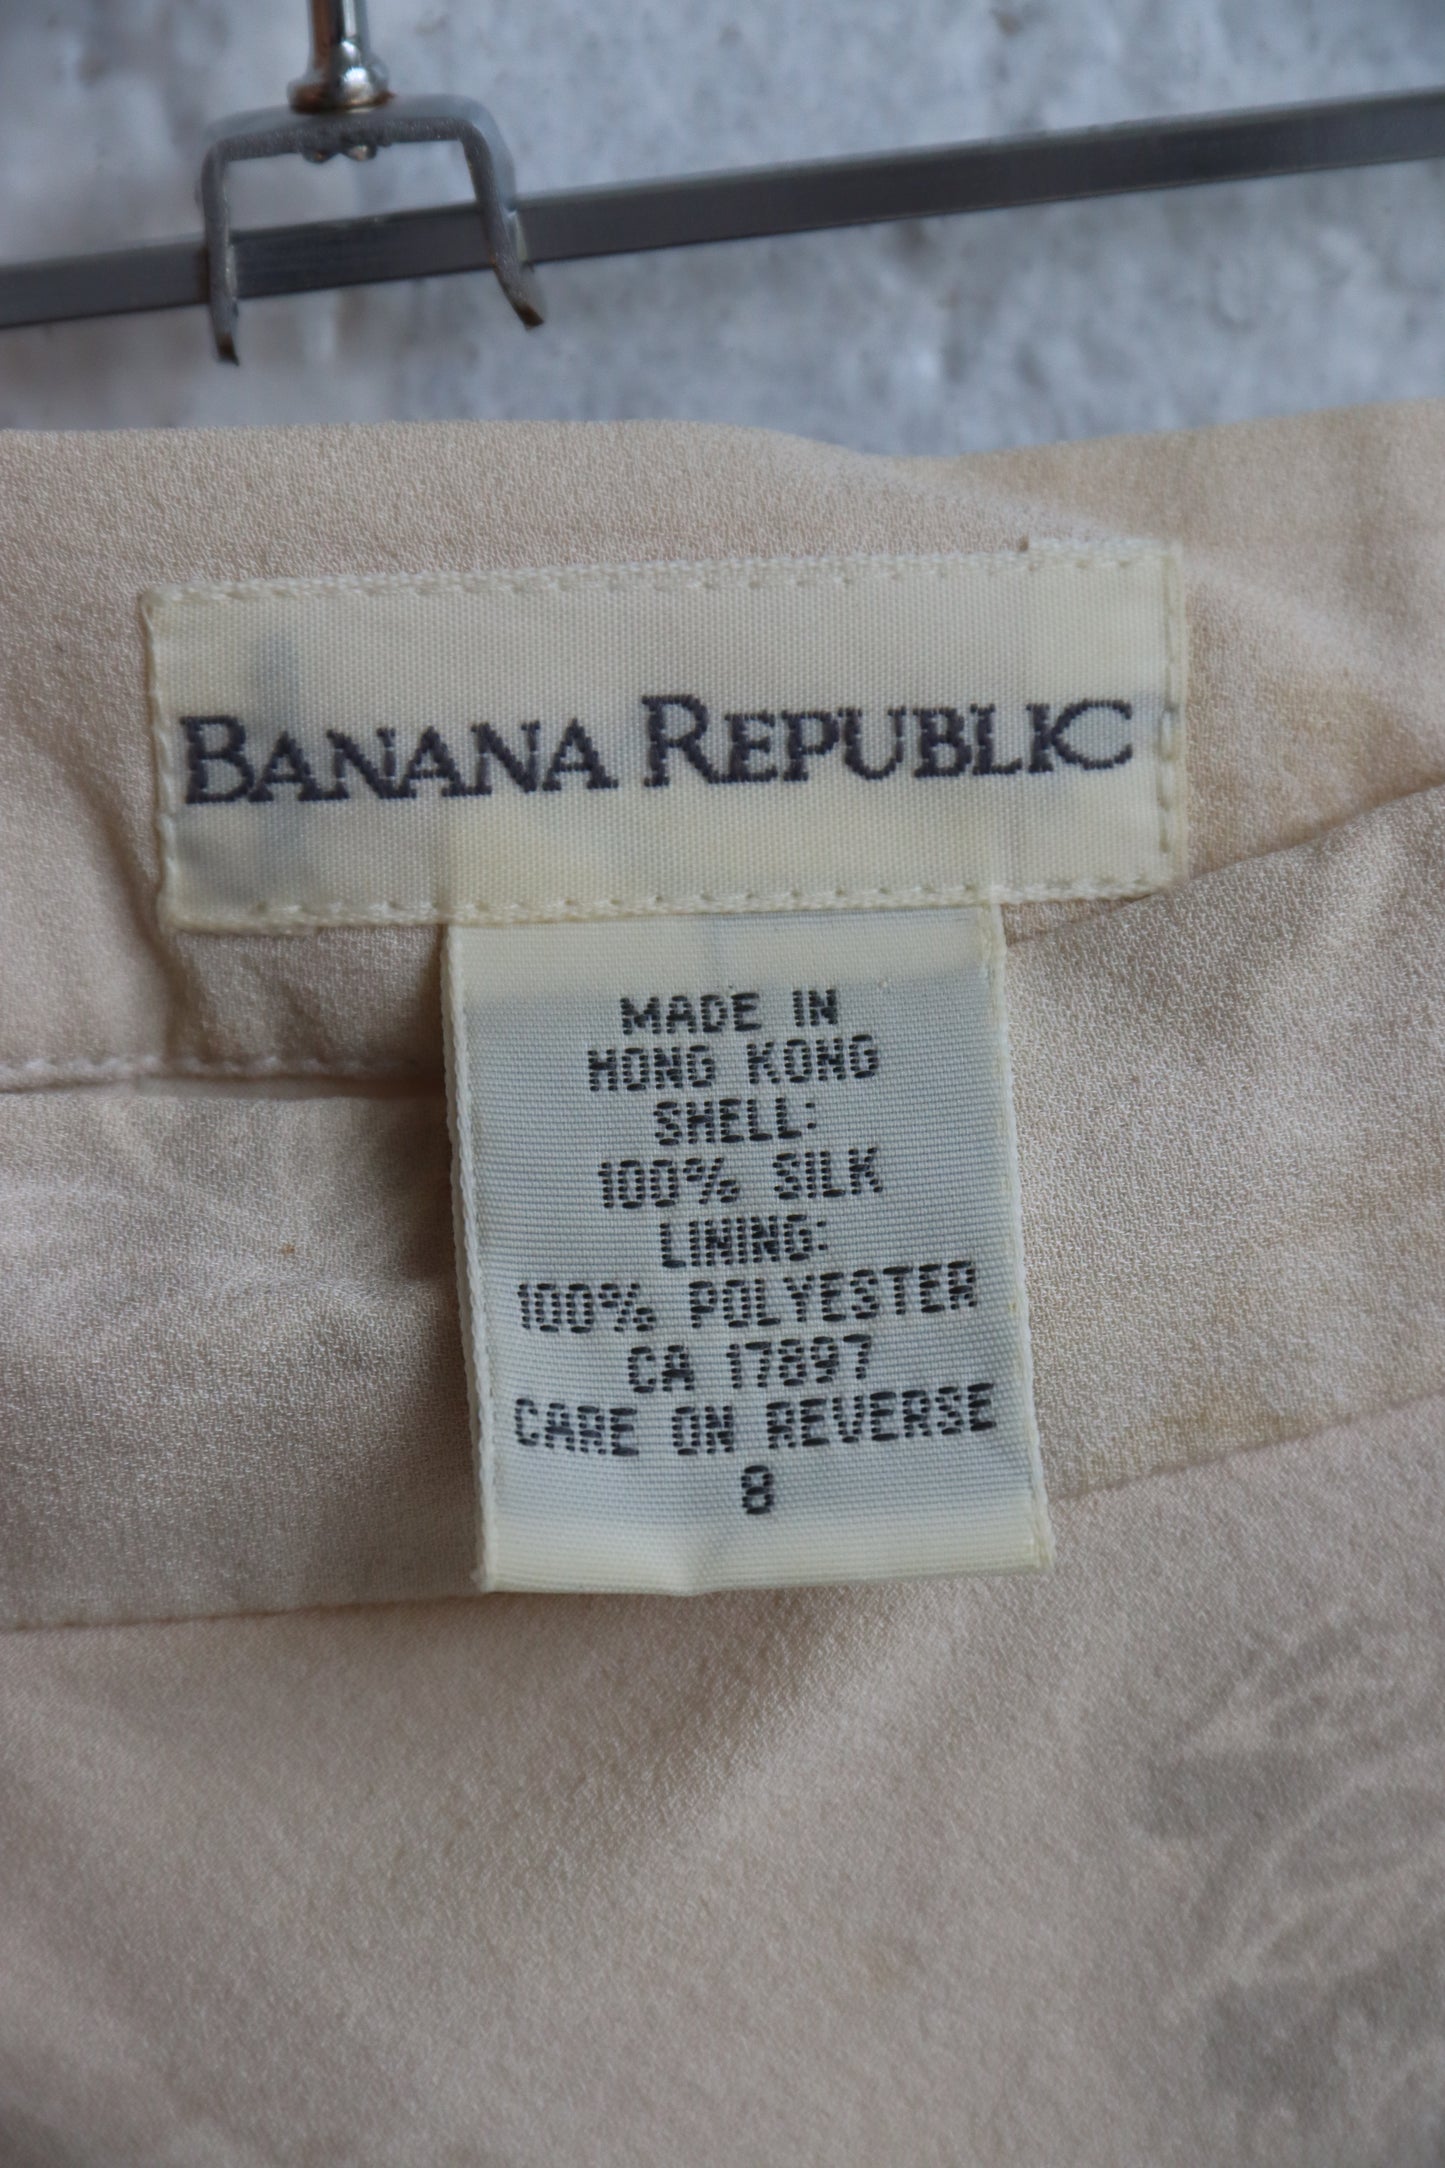 BANANA REPUBLIC
MADE IN
HONG KONG
SHELL:
100% SILK
LINING:
100% POLYESTER
CA 17897
CARE ON REVERSE
8